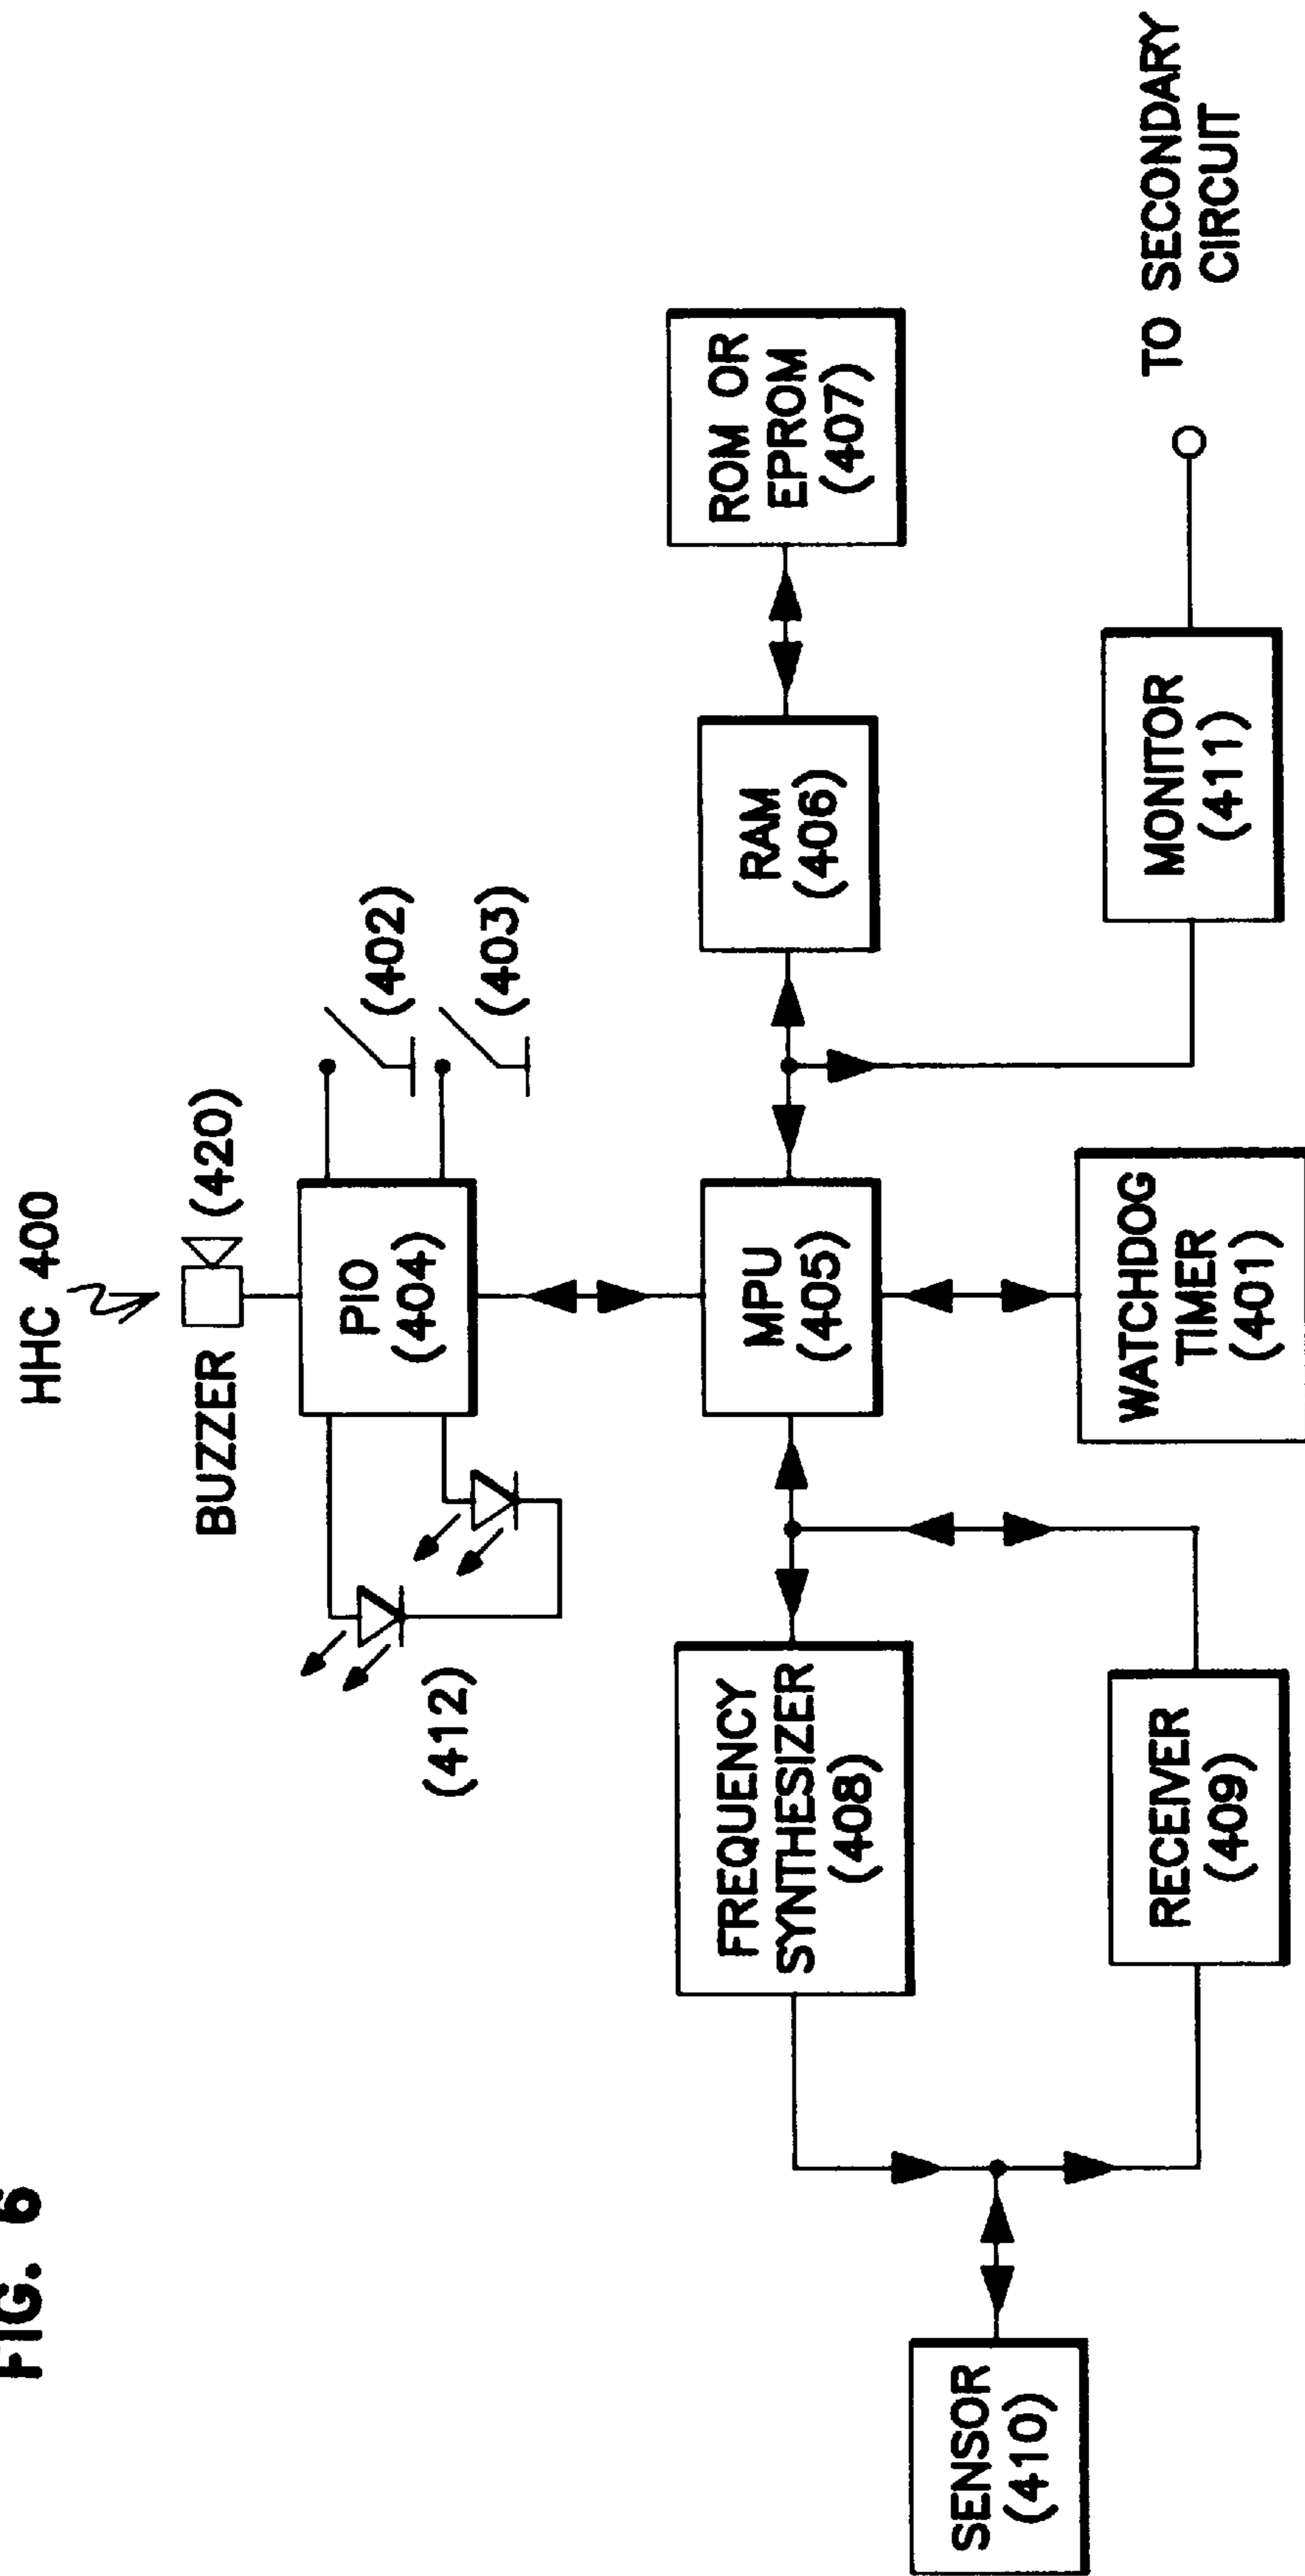 FIG. 6
HHC 400
BUZZER
(420)
PIO
(404)
(402)
(403)
(412)
FREQUENCY
SYNTHESIZER
(408)
MPU
(405)
RAM
(406)
ROM OR
EPROM
(407)
SENSOR
(410)
RECEIVER
(409)
WATCHDOG
TIMER
(401)
MONITOR
(411)
TO SECONDARY
CIRCUIT